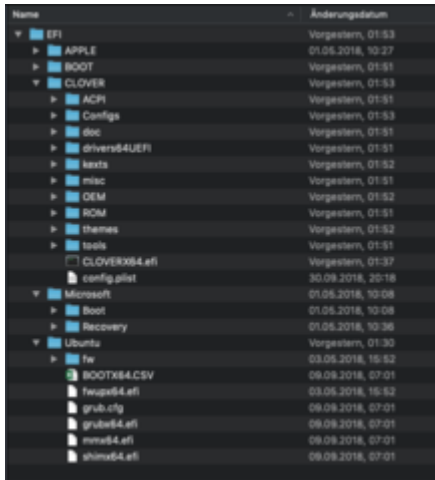 Name Änderungsdatum
EFI Vorgestern, 01:53
APPLE 01.05.2018, 10:27
BOOT Vorgestern, 01:51
CLOVER Vorgestern, 01:53
ACPI Vorgestern, 01:51
Configs Vorgestern, 01:53
doc Vorgestern, 01:51
drivers64UEFI Vorgestern, 01:51
kexts Vorgestern, 01:52
misc Vorgestern, 01:51
OEM Vorgestern, 01:52
ROM Vorgestern, 01:51
themes Vorgestern, 01:52
tools Vorgestern, 01:51
CLOVERX64.efi Vorgestern, 01:37
config.plist 30.09.2018, 20:18
Microsoft 01.05.2018, 10:08
Boot 01.05.2018, 10:08
Recovery 01.05.2018, 10:36
Ubuntu Vorgestern, 01:30
fw 03.05.2018, 15:52
BOOTX64.CSV 09.09.2018, 07:01
fwupx64.efi 03.05.2018, 15:52
grub.cfg 09.09.2018, 07:01
grubx64.efi 09.09.2018, 07:01
mmx64.efi 09.09.2018, 07:01
shimx64.efi 09.09.2018, 07:01